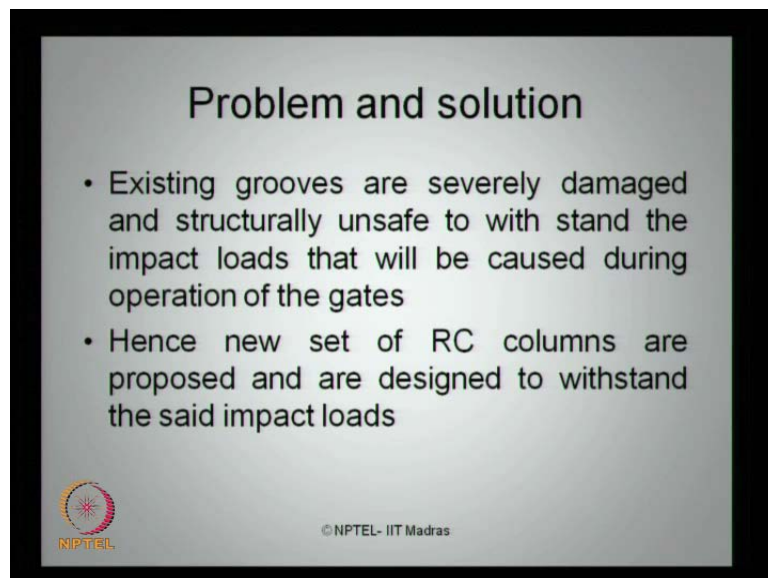 Problem and solution
• Existing grooves are severely damaged
and structurally unsafe to with stand the
impact loads that will be caused during
operation of the gates
• Hence new set of RC columns are
proposed and are designed to withstand
the said impact loads
NPTEL
© NPTEL- IIT Madras